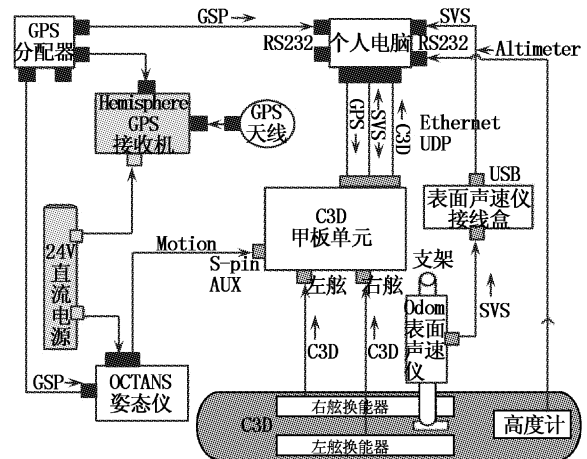 GPS
分配器
GSP
RS232
个人电脑
RS232
SVS
Altimeter
Hemisphere
GPS
接收机
GPS
天线
GPS
SVS
C3D
Ethernet
UDP
USB
表面声速仪
接线盒
C3D
甲板单元
24V
直流电源
Motion
S-pin
AUX
左舷
右舷
支架
Odom
表面
声速
仪
SVS
C3D
C3D
GSP
OCTANS
姿态仪
C3D
右舷换能器
左舷换能器
高度计